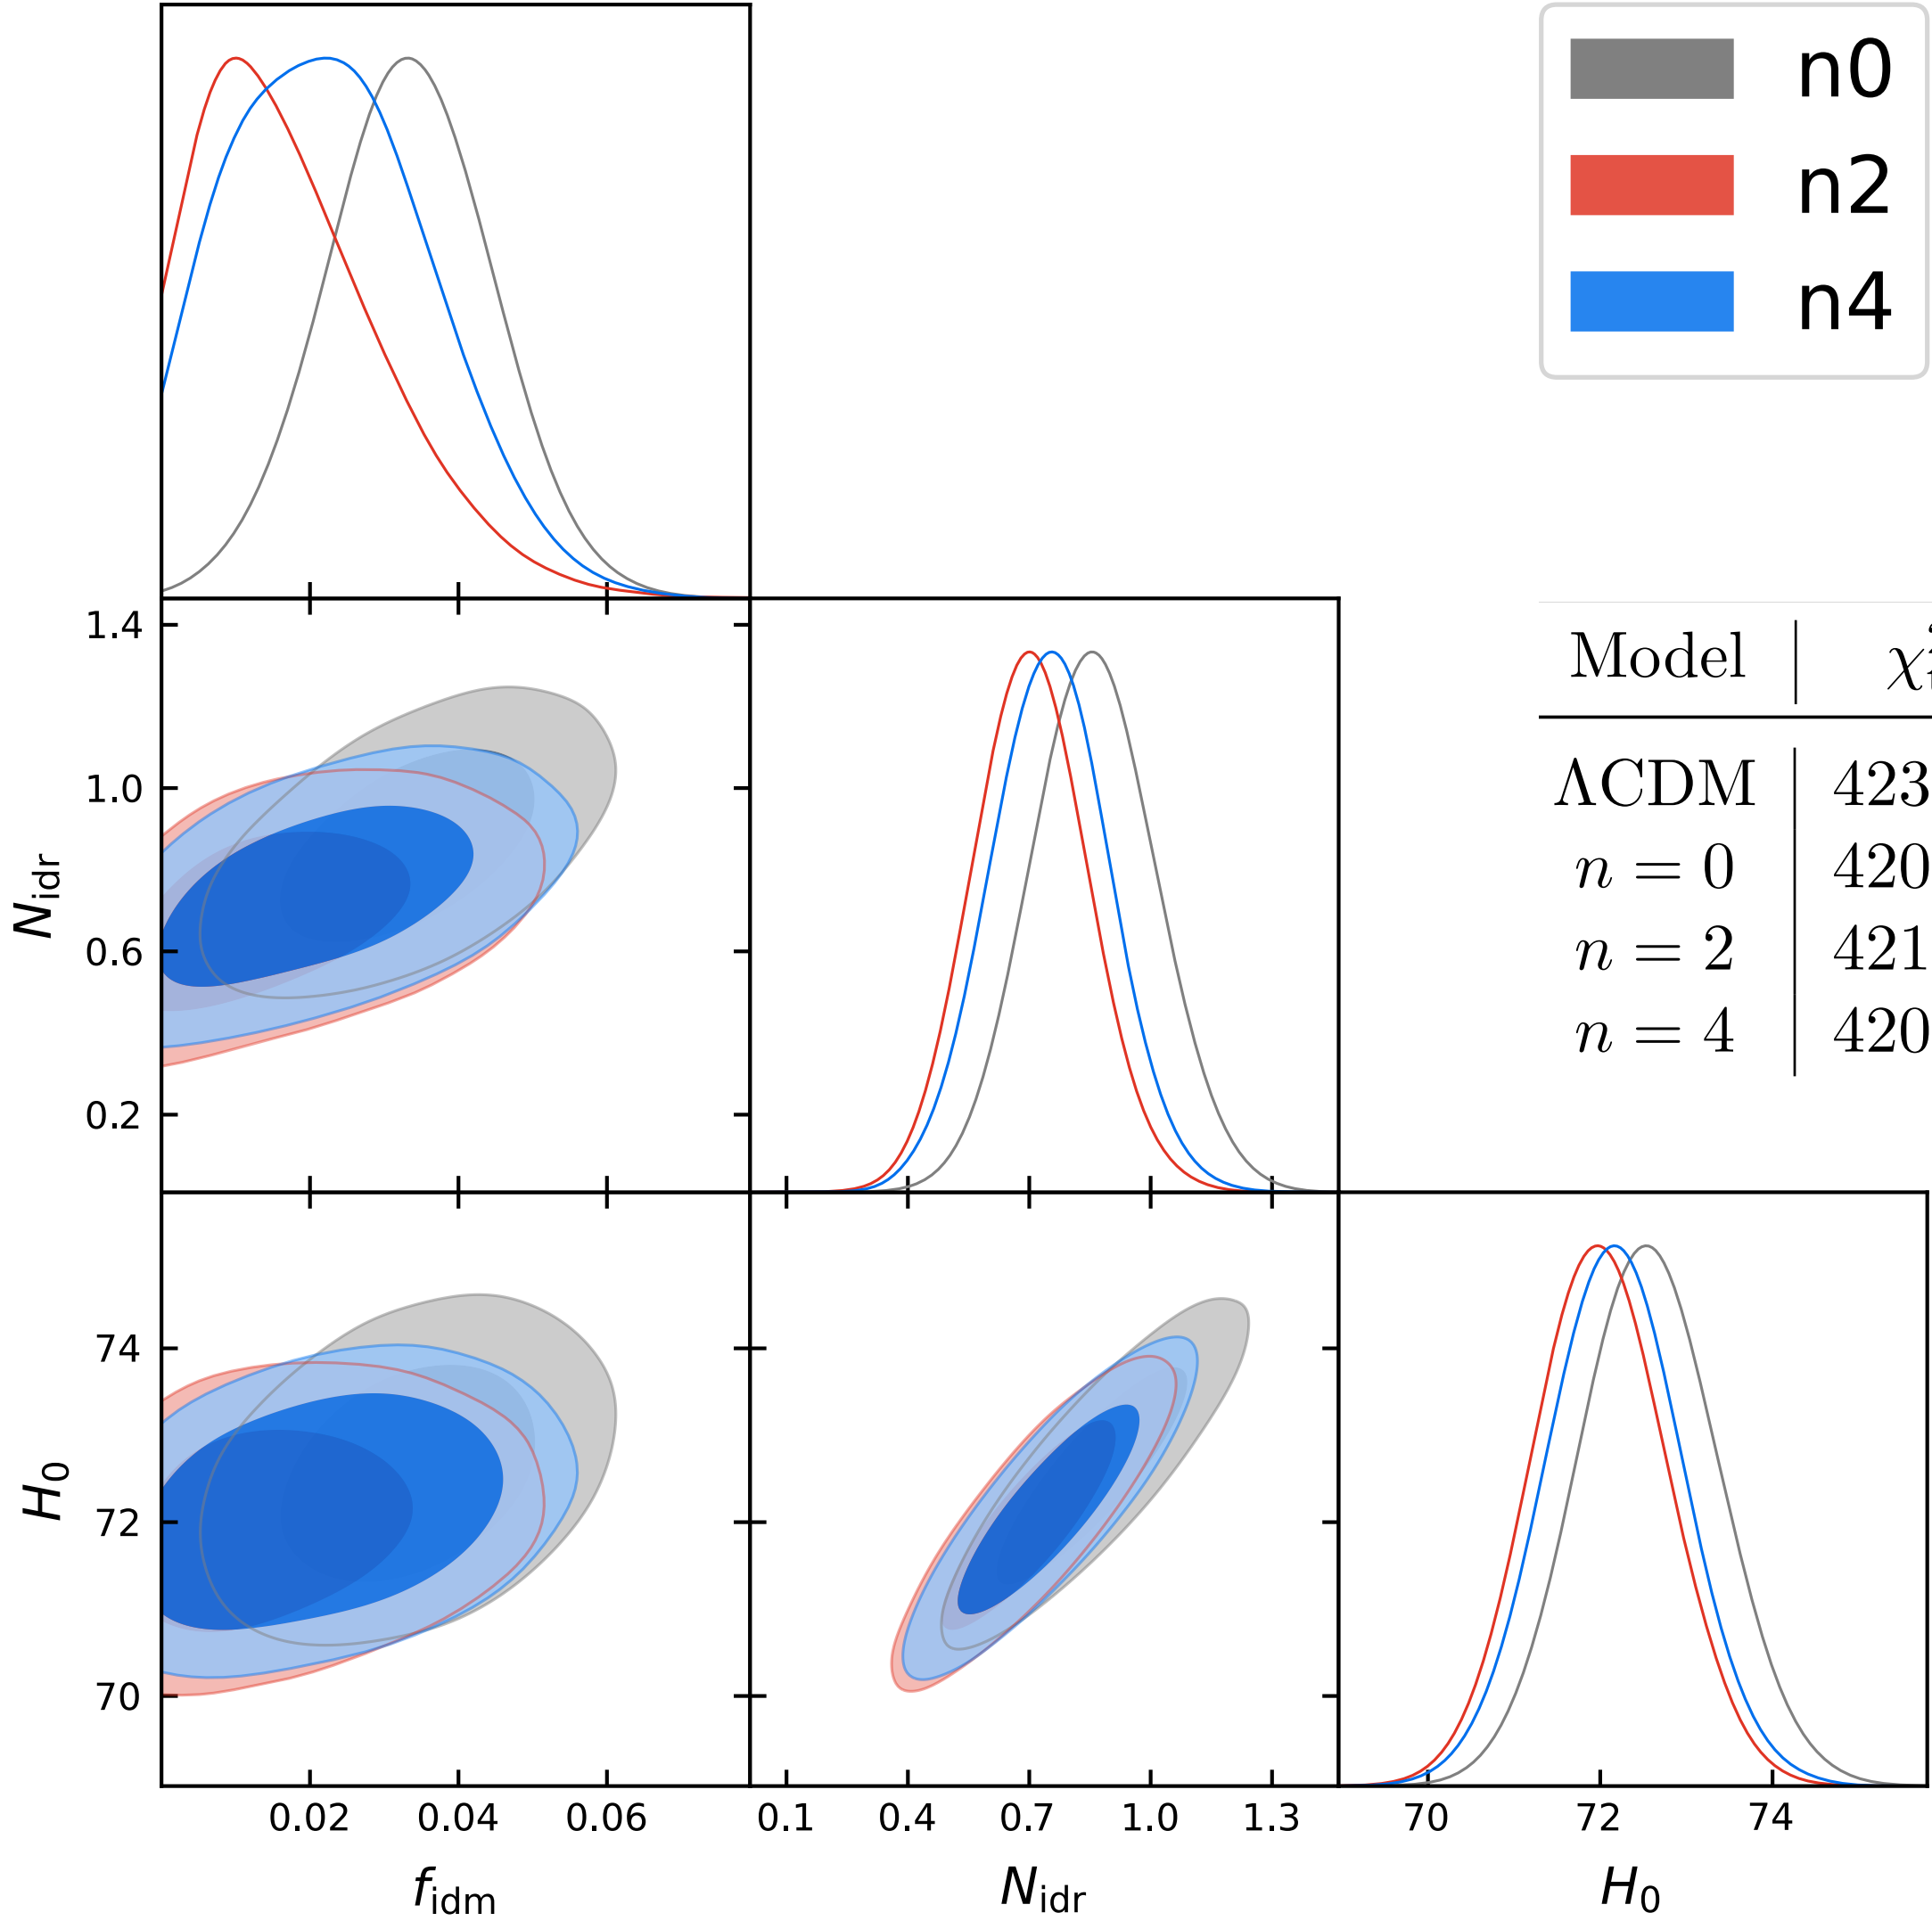 n0
n2
n4
1.4
1.0
0.6
0.2
N_idr
Model | χ
ΛCDM | 423
n = 0 | 420
n = 2 | 421
n = 4 | 420
74
72
70
H_0
0.02 0.04 0.06 0.1 0.4 0.7 1.0 1.3 70 72 74
f_idm N_idr H_0